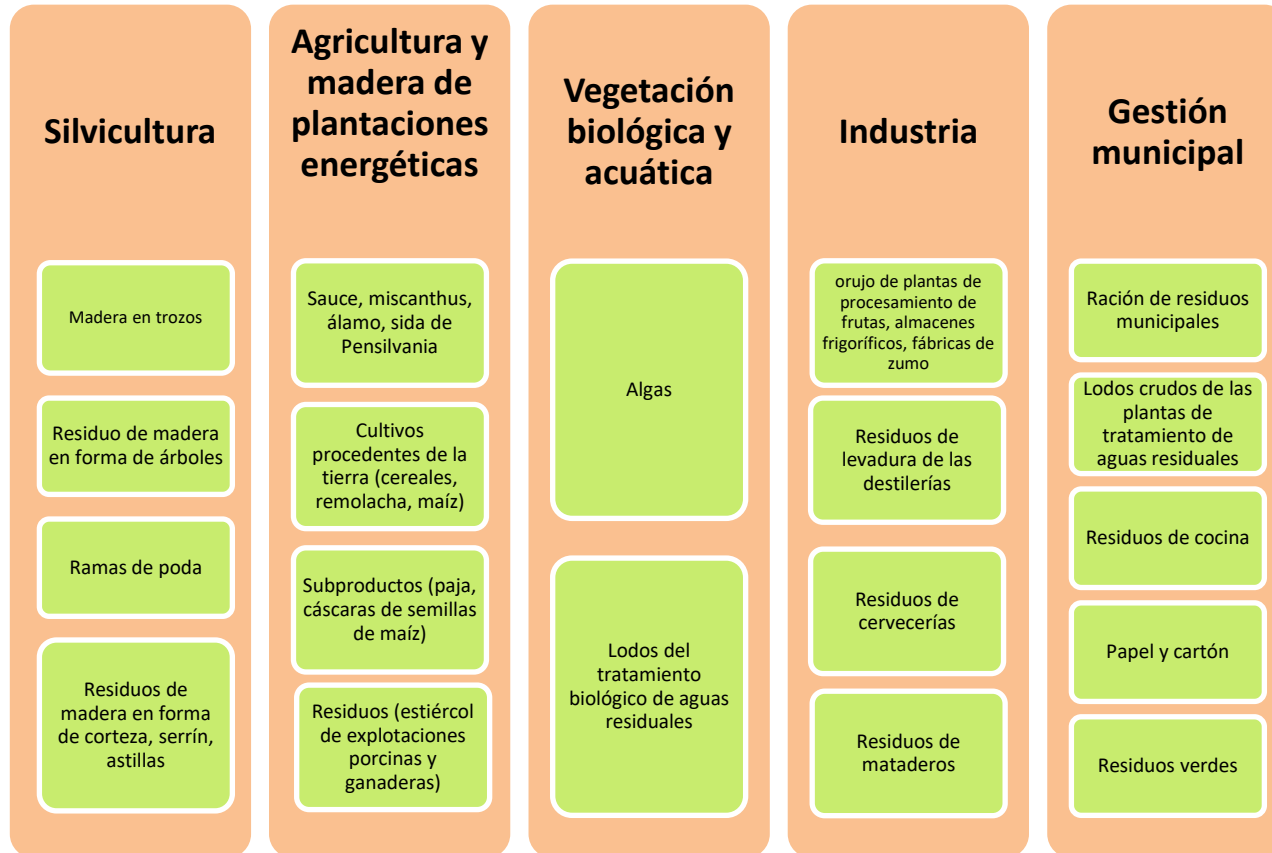 Silvicultura
Madera en trozos
Residuo de madera
en forma de árboles
Ramas de poda
Residuos de
madera en forma
de corteza, serrín,
astillas
Agricultura y
madera de
plantaciones
energéticas
Sauce, miscanthus,
álamo, sida de
Pensilvania
Cultivos
procedentes de la
tierra (cereales,
remolacha, maíz)
Subproductos (paja,
cáscaras de semillas
de maíz)
Residuos (estiércol
de explotaciones
porcinas y
ganaderas)
Vegetación
biológica y
acuática
Algas
Lodos del
tratamiento
biológico de aguas
residuales
Industria
orujo de plantas de
procesamiento de
frutas, almacenes
frigoríficos, fábricas de
zumo
Residuos de
levadura de las
destilerías
Residuos de
cervecerías
Residuos de
mataderos
Gestión
municipal
Ración de residuos
municipales
Lodos crudos de las
plantas de
tratamiento de
aguas residuales
Residuos de cocina
Papel y cartón
Residuos verdes